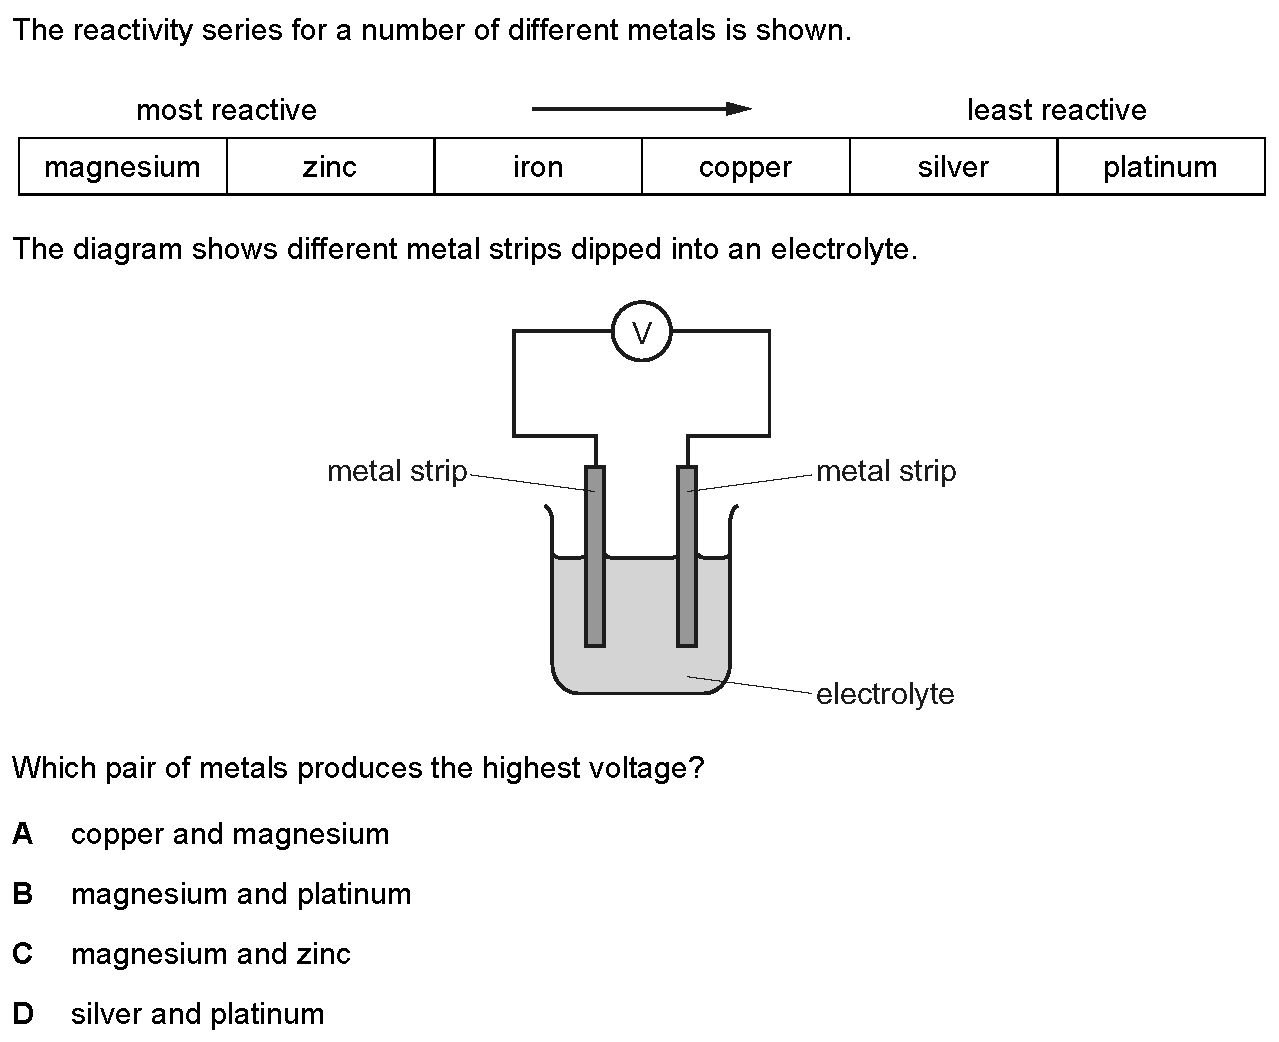 The reactivity series for a number of different metals is shown.
most reactive least reactive
magnesium zinc iron copper silver platinum
The diagram shows different metal strips dipped into an electrolyte.
V
metal strip metal strip
electrolyte
Which pair of metals produces the highest voltage?
A copper and magnesium
B magnesium and platinum
C magnesium and zinc
D silver and platinum